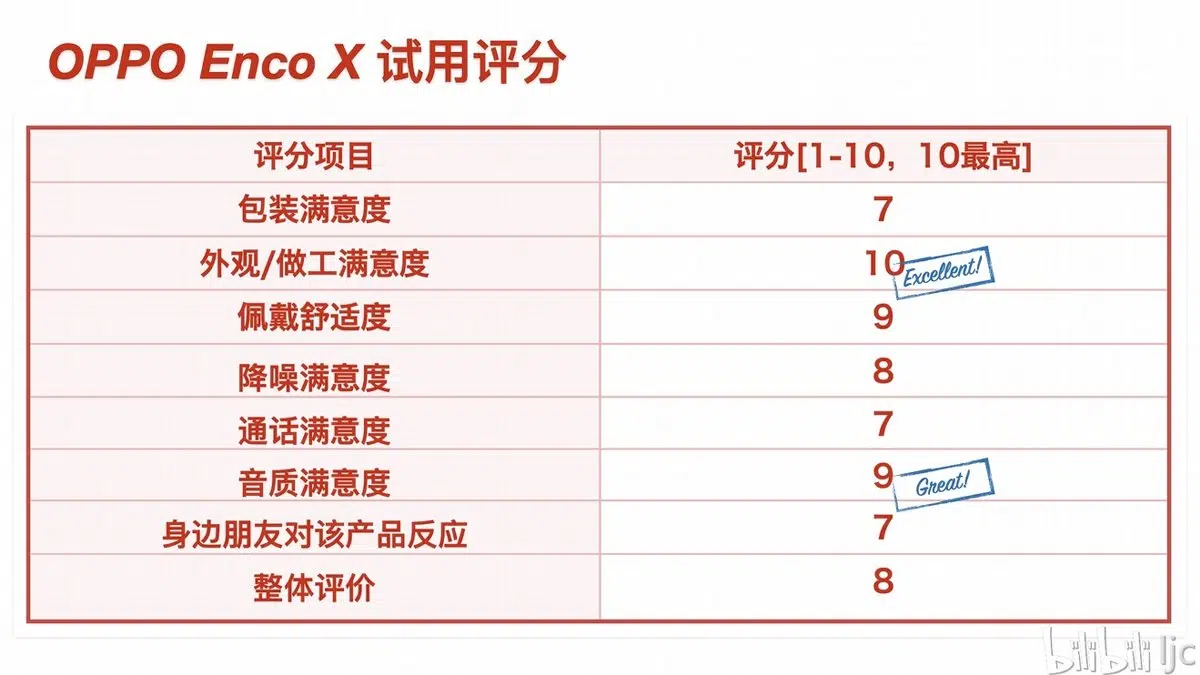 OPPO Enco X 试用评分
评分项目 评分[1-10，10最高]
包装满意度 7
外观/做工满意度 10 Excellent!
佩戴舒适度 9
降噪满意度 8
通话满意度 7
音质满意度 9 Great!
身边朋友对该产品反应 7
整体评价 8
bilibili ljc